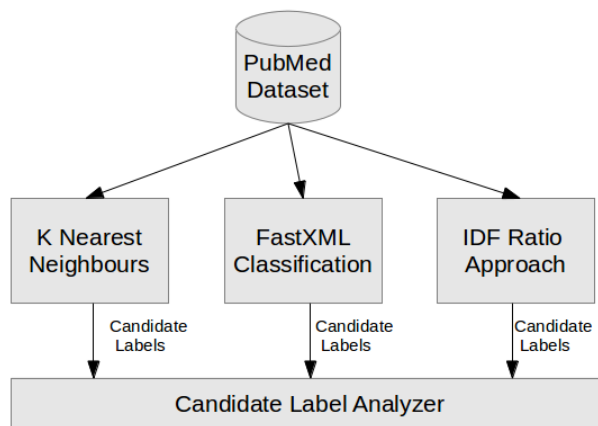 PubMed
Dataset
K Nearest
Neighbours
FastXML
Classification
IDF Ratio
Approach
Candidate
Labels
Candidate
Labels
Candidate
Labels
Candidate Label Analyzer